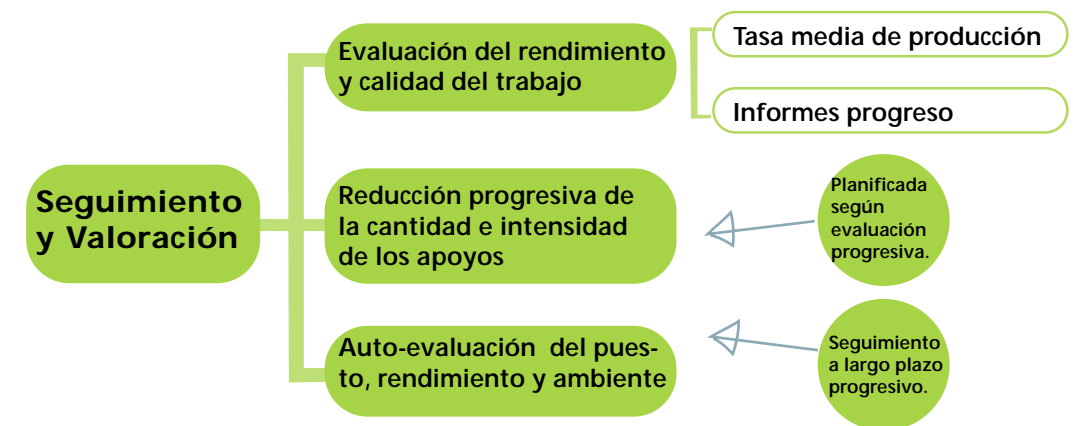 Seguimiento
y Valoración
Evaluación del rendimiento
y calidad del trabajo
Tasa media de producción
Informes progreso
Reducción progresiva de
la cantidad e intensidad
de los apoyos
Planificada
según
evaluación
progresiva.
Auto-evaluación del pues-
to, rendimiento y ambiente
Seguimiento
a largo plazo
progresivo.